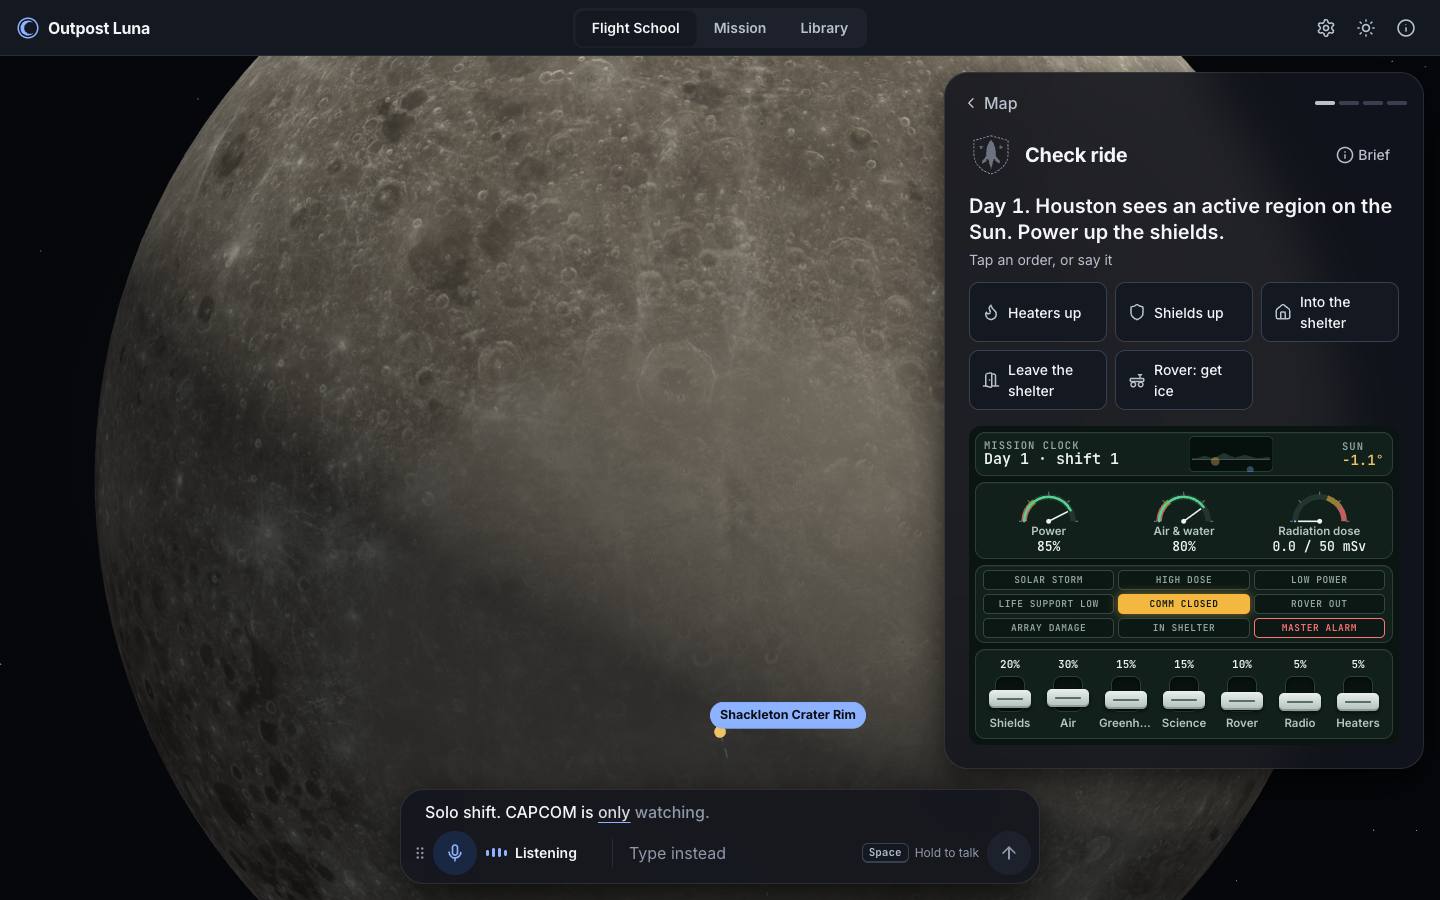 Outpost Luna
Flight School
Mission
Library
Map
Check ride
Brief
Day 1. Houston sees an active region on the
Sun. Power up the shields.
Tap an order, or say it
Heaters up
Shields up
Into the
shelter
Leave the
shelter
Rover: get
ice
MISSION CLOCK
Day 1 · shift 1
SUN
-1.1°
Power
85%
Air & water
80%
Radiation dose
0.0 / 50 mSv
SOLAR STORM
HIGH DOSE
LOW POWER
LIFE SUPPORT LOW
COMM CLOSED
ROVER OUT
ARRAY DAMAGE
IN SHELTER
MASTER ALARM
20%
30%
15%
15%
10%
5%
5%
Shields
Air
Greenh...
Science
Rover
Radio
Heaters
Shackleton Crater Rim
Solo shift. CAPCOM is only watching.
Listening
Type instead
Space
Hold to talk